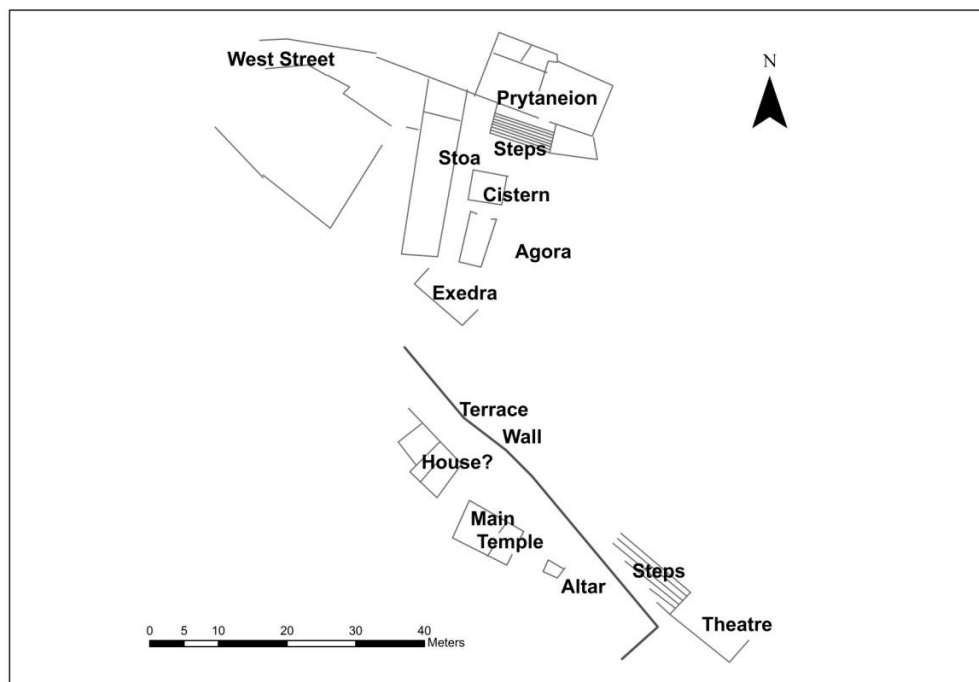 West Street
N
Prytaneion
Steps
Stoa
Cistern
Agora
Exedra
Terrace
Wall
House?
Main
Temple
Steps
Altar
Theatre
0 5 10 20 30 40
Meters